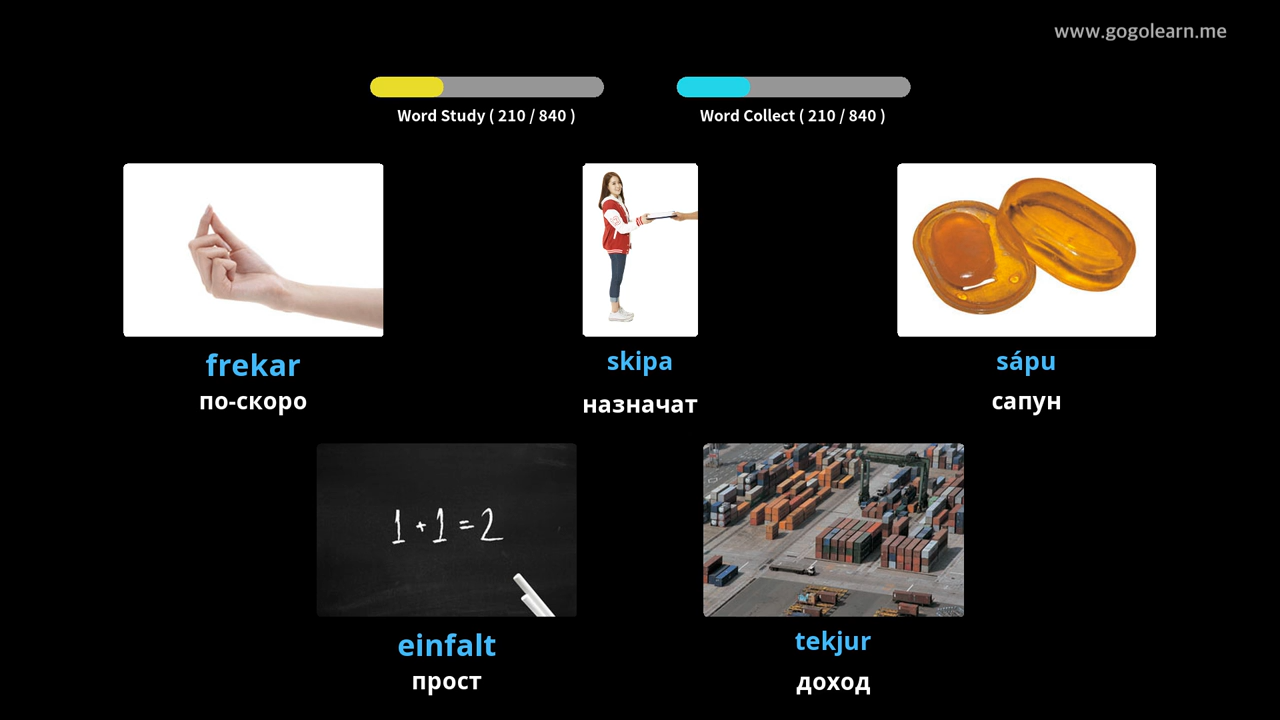 www.gogolearn.me
Word Study ( 210 / 840 )
Word Collect ( 210 / 840 )
frekar
по-скоро
skipa
назначат
sápu
сапун
1 + 1 = 2
einfalt
прост
tekjur
доход